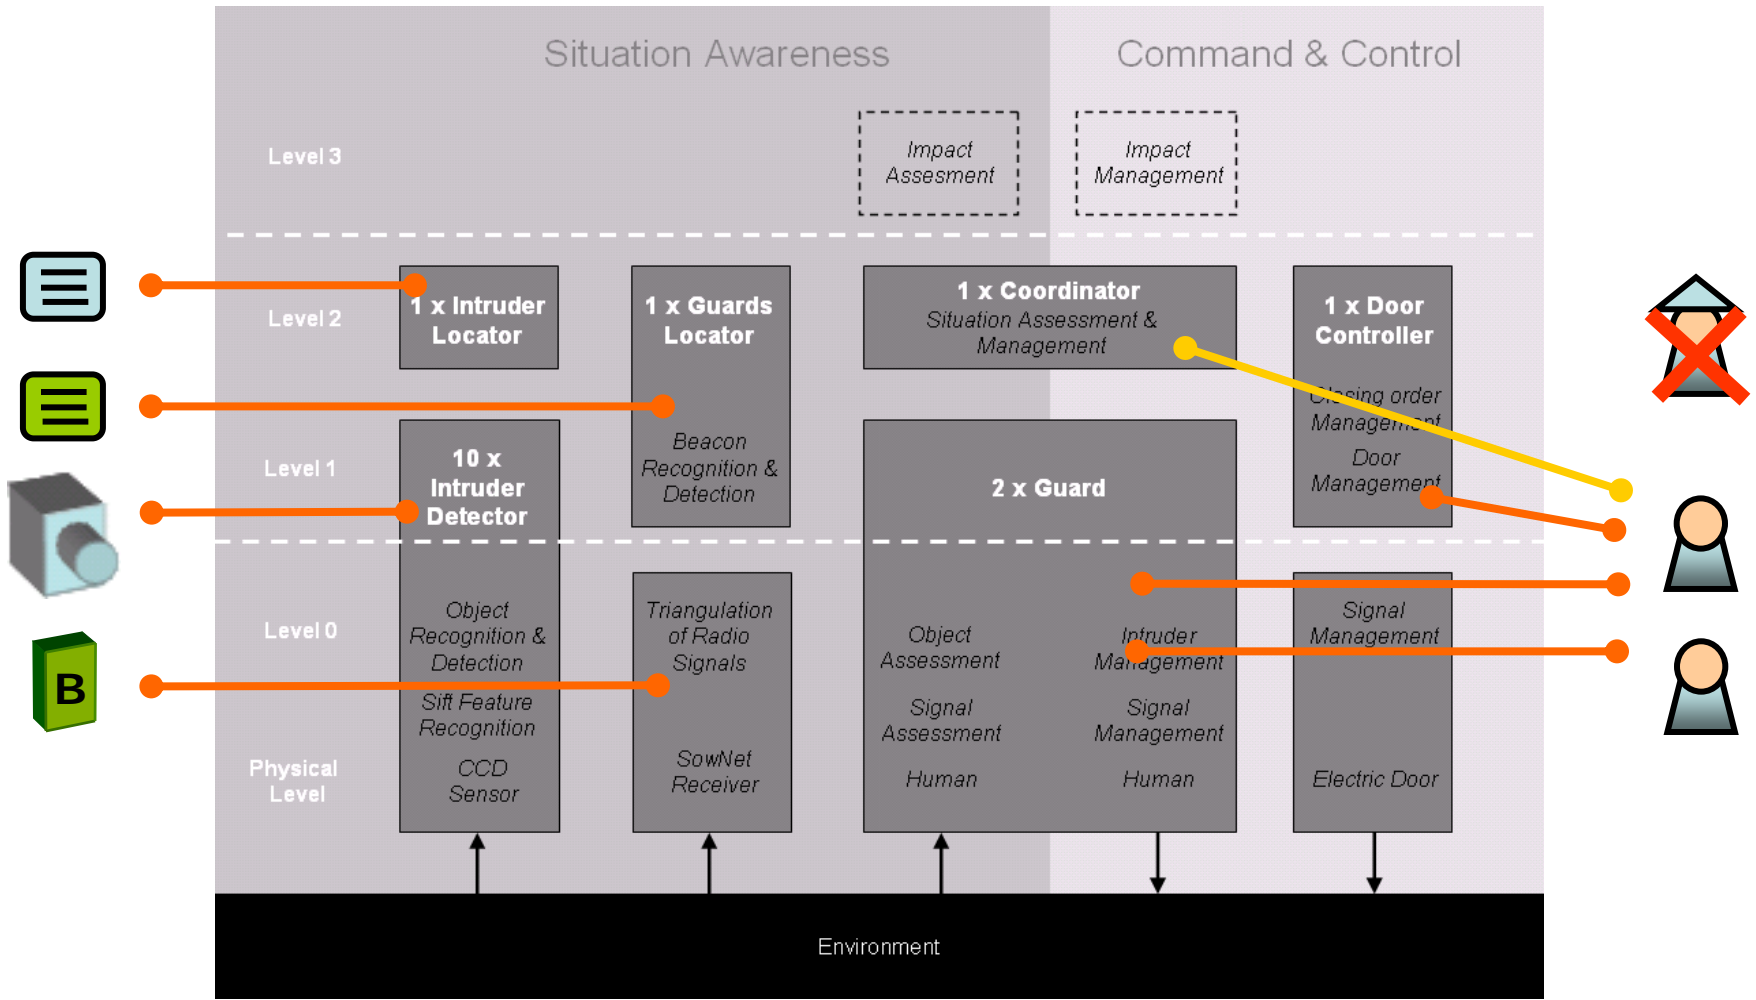 Situation Awareness
Command & Control
Level 3
Impact
Assesment
Impact
Management
Level 2
1 x Intruder
Locator
1 x Guards
Locator
Beacon
Recognition &
Detection
1 x Coordinator
Situation Assessment &
Management
1 x Door
Controller
Closing order
Management
Door
Management
Level 1
10 x
Intruder
Detector
2 x Guard
Level 0
Object
Recognition &
Detection
Sift Feature
Recognition
CCD
Sensor
Triangulation
of Radio
Signals
SowNet
Receiver
Object
Assessment
Signal
Assessment
Human
Intruder
Management
Signal
Management
Human
Signal
Management
Electric Door
B
Physical
Level
Environment